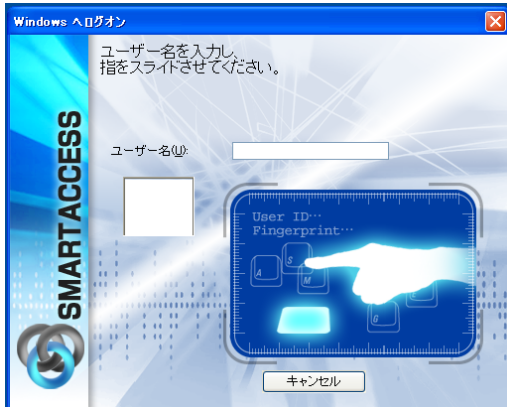 Windows へログオン
ユーザー名を入力し、
指をスライドさせてください。
ユーザー名(U):
SMARTACCESS
User ID…
Fingerprint…
A
S
M
G
キャンセル